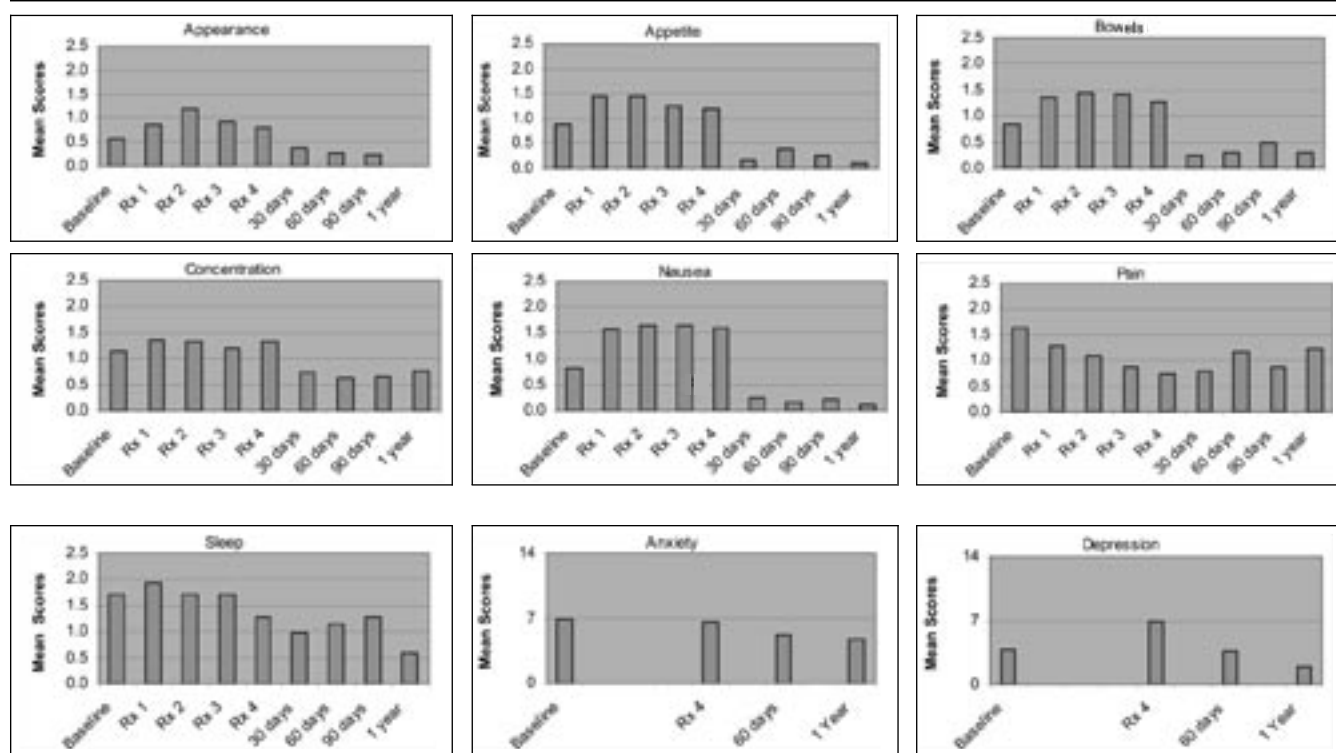 Appearance
Mean Scores
2.5
2.0
1.5
1.0
0.5
0.0
Baseline
Rx 1
Rx 2
Rx 3
Rx 4
30 days
60 days
90 days
1 year
Appetite
Mean Scores
2.5
2.0
1.5
1.0
0.5
0.0
Baseline
Rx 1
Rx 2
Rx 3
Rx 4
30 days
60 days
90 days
1 year
Bowels
Mean Scores
2.5
2.0
1.5
1.0
0.5
0.0
Baseline
Rx 1
Rx 2
Rx 3
Rx 4
30 days
60 days
90 days
1 year
Concentration
Mean Scores
2.5
2.0
1.5
1.0
0.5
0.0
Baseline
Rx 1
Rx 2
Rx 3
Rx 4
30 days
60 days
90 days
1 year
Nausea
Mean Scores
2.5
2.0
1.5
1.0
0.5
0.0
Baseline
Rx 1
Rx 2
Rx 3
Rx 4
30 days
60 days
90 days
1 year
Pain
Mean Scores
2.5
2.0
1.5
1.0
0.5
0.0
Baseline
Rx 1
Rx 2
Rx 3
Rx 4
30 days
60 days
90 days
1 year
Sleep
Mean Scores
2.5
2.0
1.5
1.0
0.5
0.0
Baseline
Rx 1
Rx 2
Rx 3
Rx 4
30 days
60 days
90 days
1 year
Anxiety
Mean Scores
14
7
0
Baseline
Rx 4
60 days
1 Year
Depression
Mean Scores
14
7
0
Baseline
Rx 4
60 days
1 Year